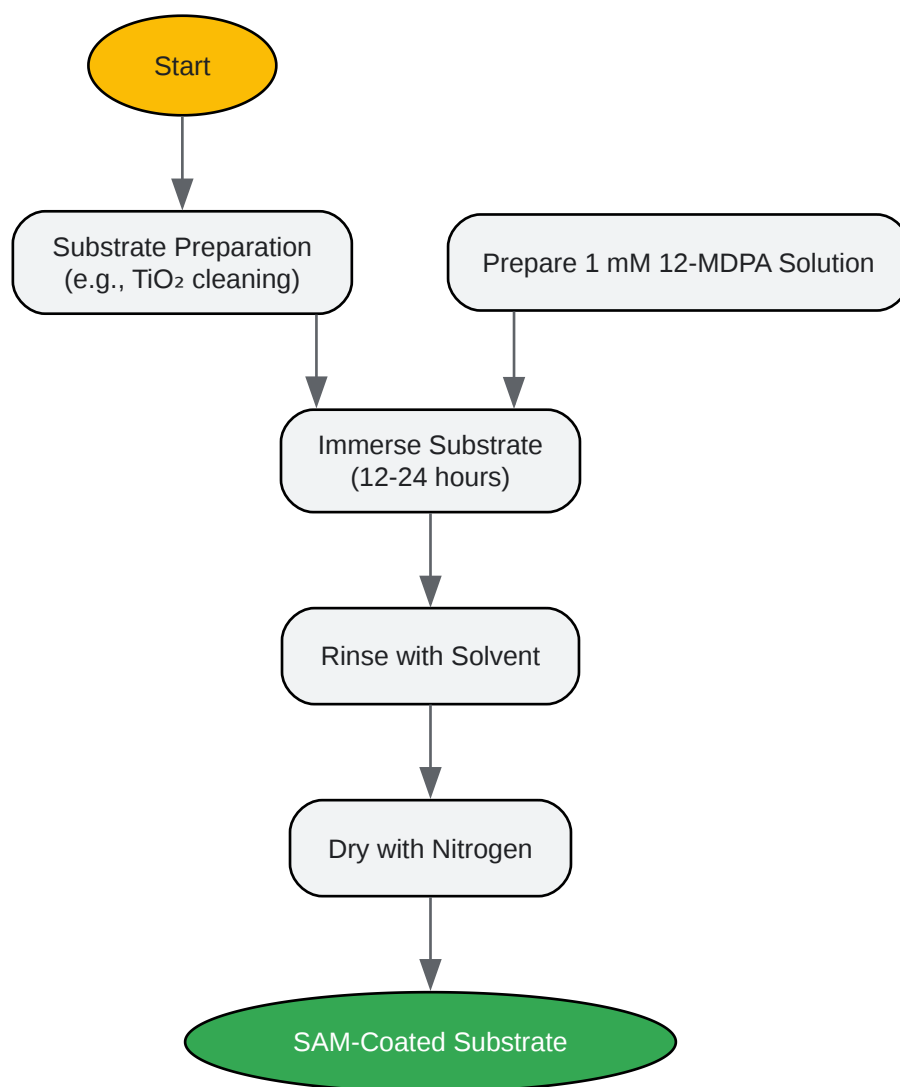 Start
Substrate Preparation
(e.g., TiO₂ cleaning)
Prepare 1 mM 12-MDPA Solution
Immerse Substrate
(12-24 hours)
Rinse with Solvent
Dry with Nitrogen
SAM-Coated Substrate